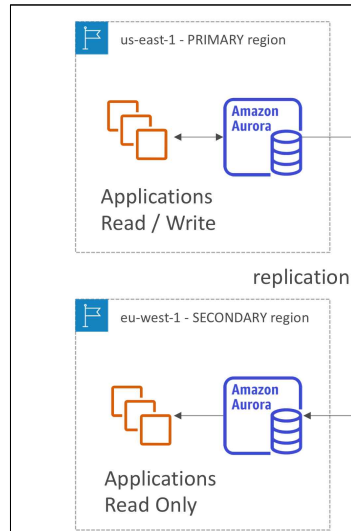 us-east-1 - PRIMARY region
Amazon
Aurora
Applications
Read / Write
replication
eu-west-1 - SECONDARY region
Amazon
Aurora
Applications
Read Only